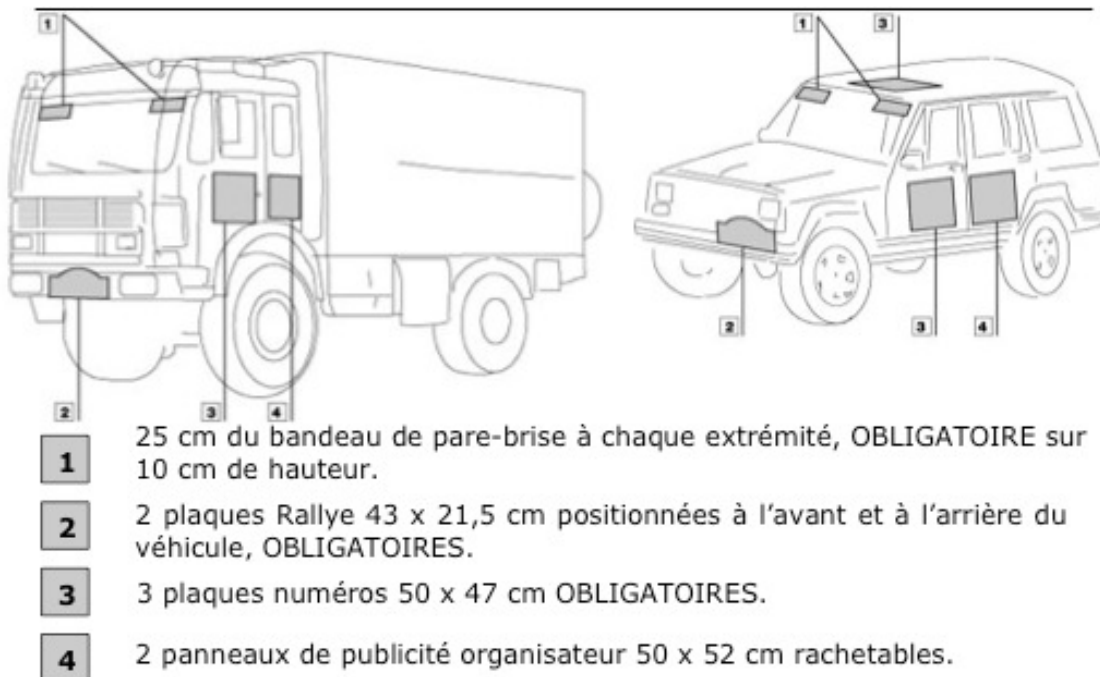 1
1
3
2
3
4
2
3
4
1
25 cm du bandeau de pare-brise à chaque extrémité, OBLIGATOIRE sur
10 cm de hauteur.
2
2 plaques Rallye 43 x 21,5 cm positionnées à l’avant et à l’arrière du
véhicule, OBLIGATOIRES.
3
3 plaques numéros 50 x 47 cm OBLIGATOIRES.
4
2 panneaux de publicité organisateur 50 x 52 cm rachetables.